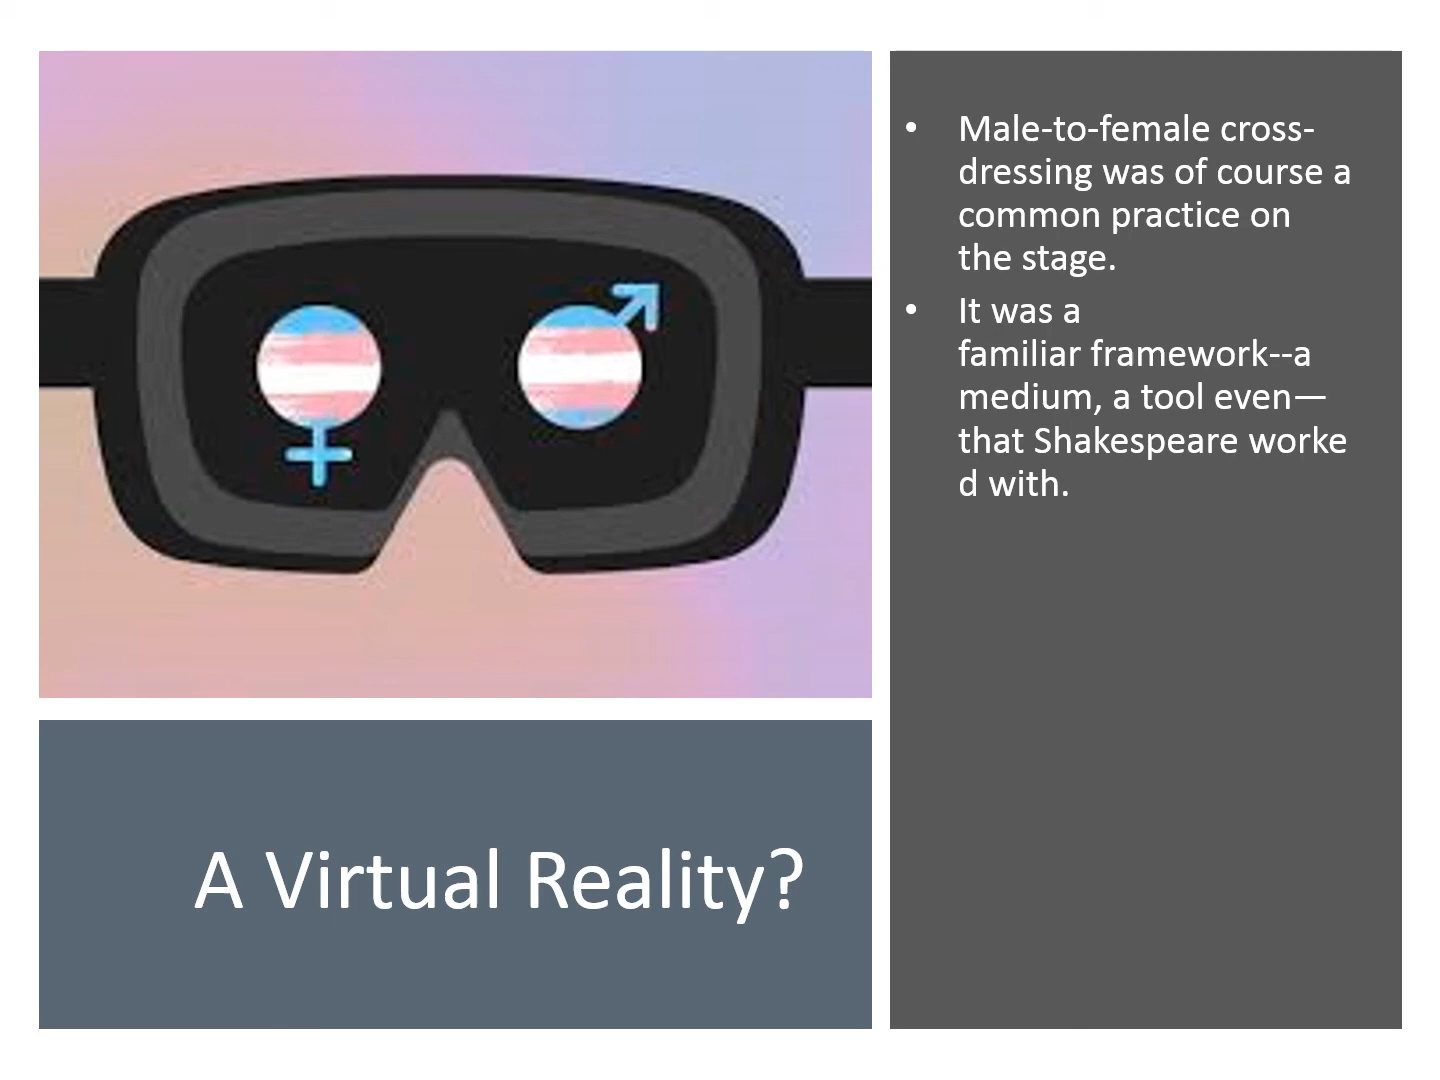 • Male-to-female cross-
dressing was of course a
common practice on
the stage.
• It was a
familiar framework--a
medium, a tool even—
that Shakespeare worke
d with.
A Virtual Reality?